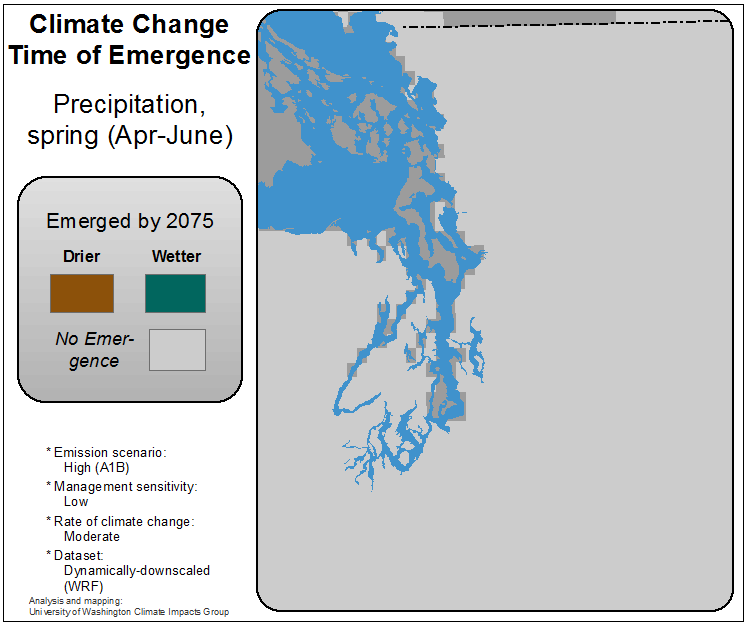 Climate Change
Time of Emergence
Precipitation,
spring (Apr-June)
Emerged by 2075
Drier Wetter
No Emer-
gence
* Emission scenario:
High (A1B)
* Management sensitivity:
Low
* Rate of climate change:
Moderate
* Dataset:
Dynamically-downscaled
(WRF)
Analysis and mapping:
University of Washington Climate Impacts Group